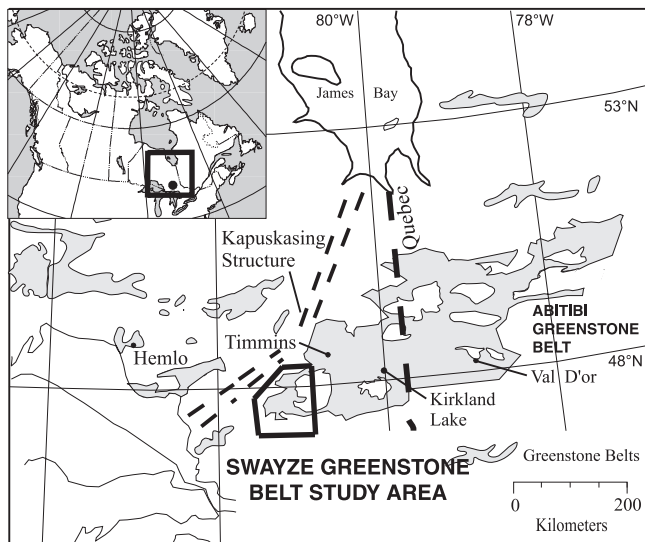 80°W
78°W
James Bay
53°N
Quebec
Kapuskasing
Structure
ABITIBI
GREENSTONE
BELT
Timmins
Hemlo
48°N
Val D'or
Kirkland
Lake
SWAYZE GREENSTONE
BELT STUDY AREA
Greenstone Belts
0 200
Kilometers